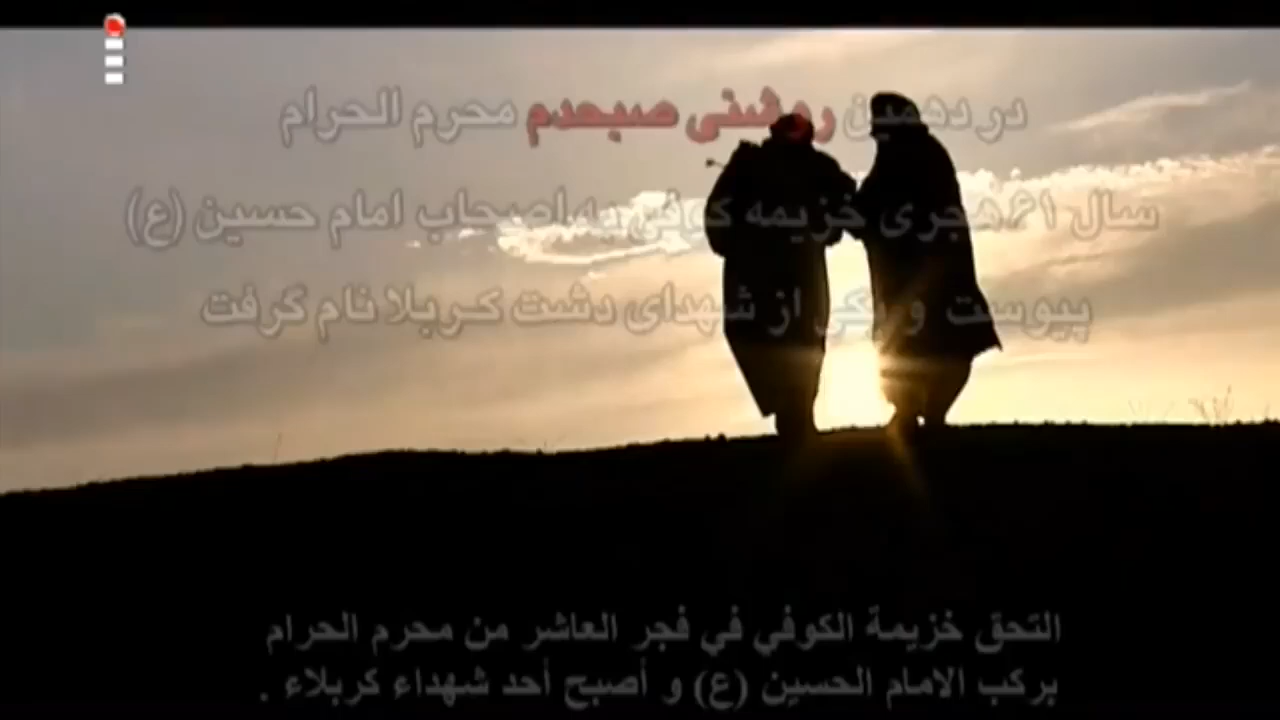 در دهمین روشنی صبحدم محرم الحرام
سال ۶۱ هجری خزیمه کوفی به اصحاب امام حسین (ع)
پیوست و یکی از شهدای دشت کربلا نام گرفت
التحق خزيمة الكوفي في فجر العاشر من محرم الحرام
بركب الامام الحسين (ع) و أصبح أحد شهداء كربلاء .